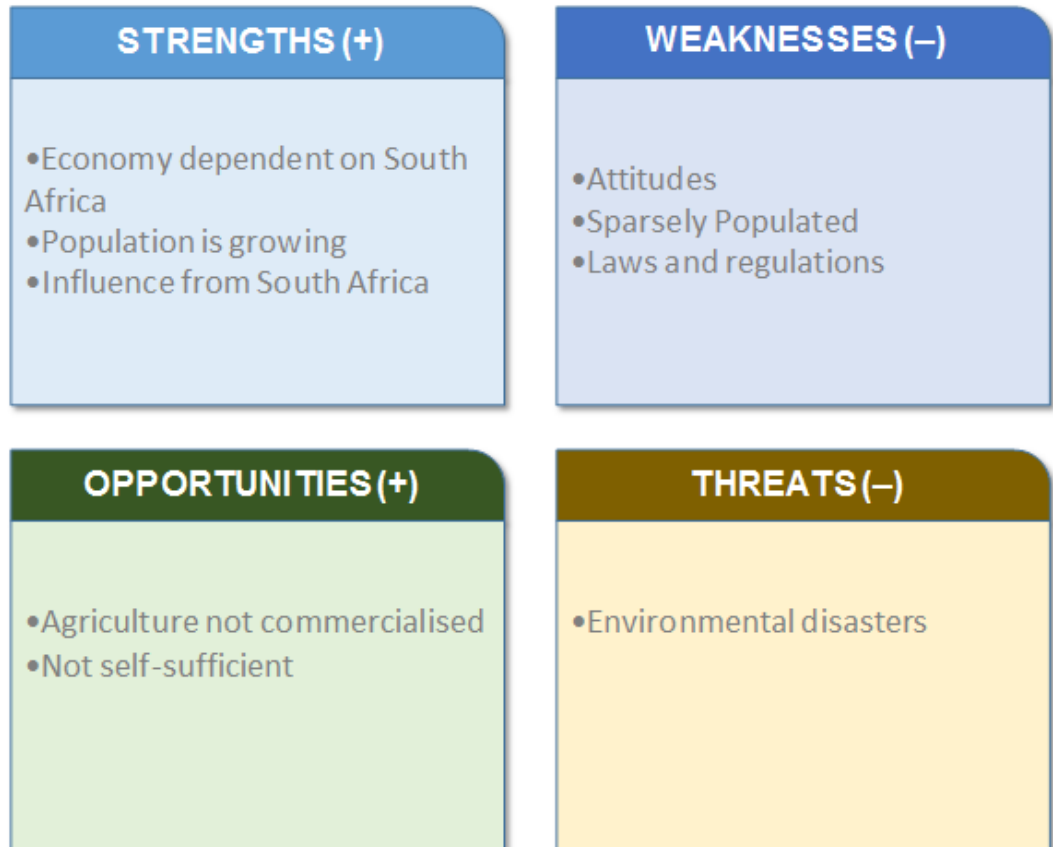 STRENGTHS (+)
•Economy dependent on South
Africa
•Population is growing
•Influence from South Africa
WEAKNESSES (–)
•Attitudes
•Sparsely Populated
•Laws and regulations
OPPORTUNITIES (+)
•Agriculture not commercialised
•Not self-sufficient
THREATS (–)
•Environmental disasters